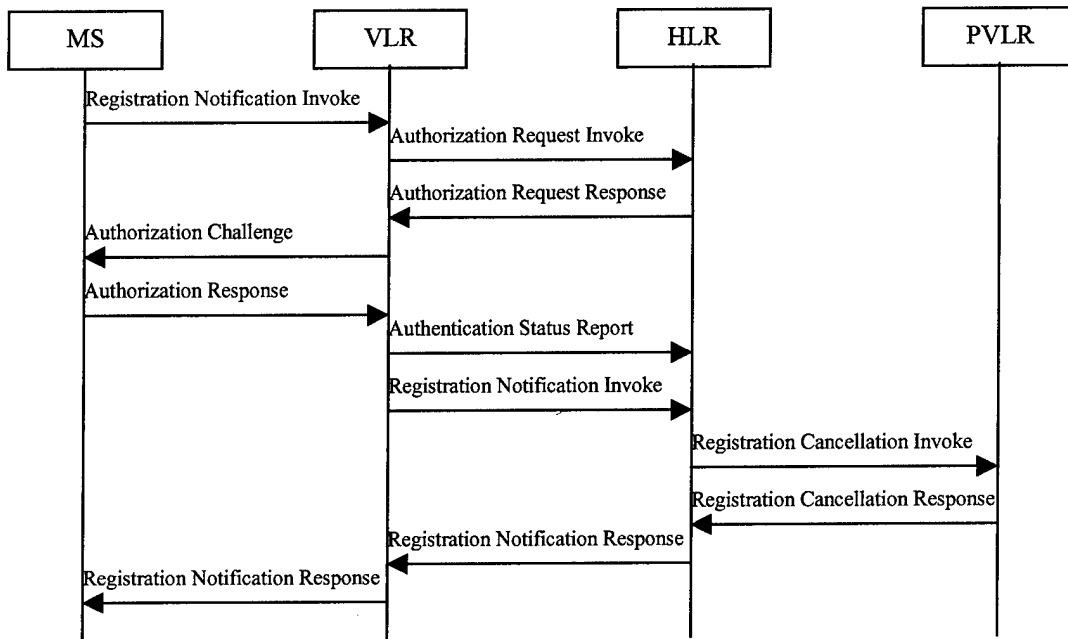 MS
VLR
HLR
PVLR
Registration Notification Invoke
Authorization Request Invoke
Authorization Request Response
Authorization Challenge
Authorization Response
Authentication Status Report
Registration Notification Invoke
Registration Cancellation Invoke
Registration Cancellation Response
Registration Notification Response
Registration Notification Response